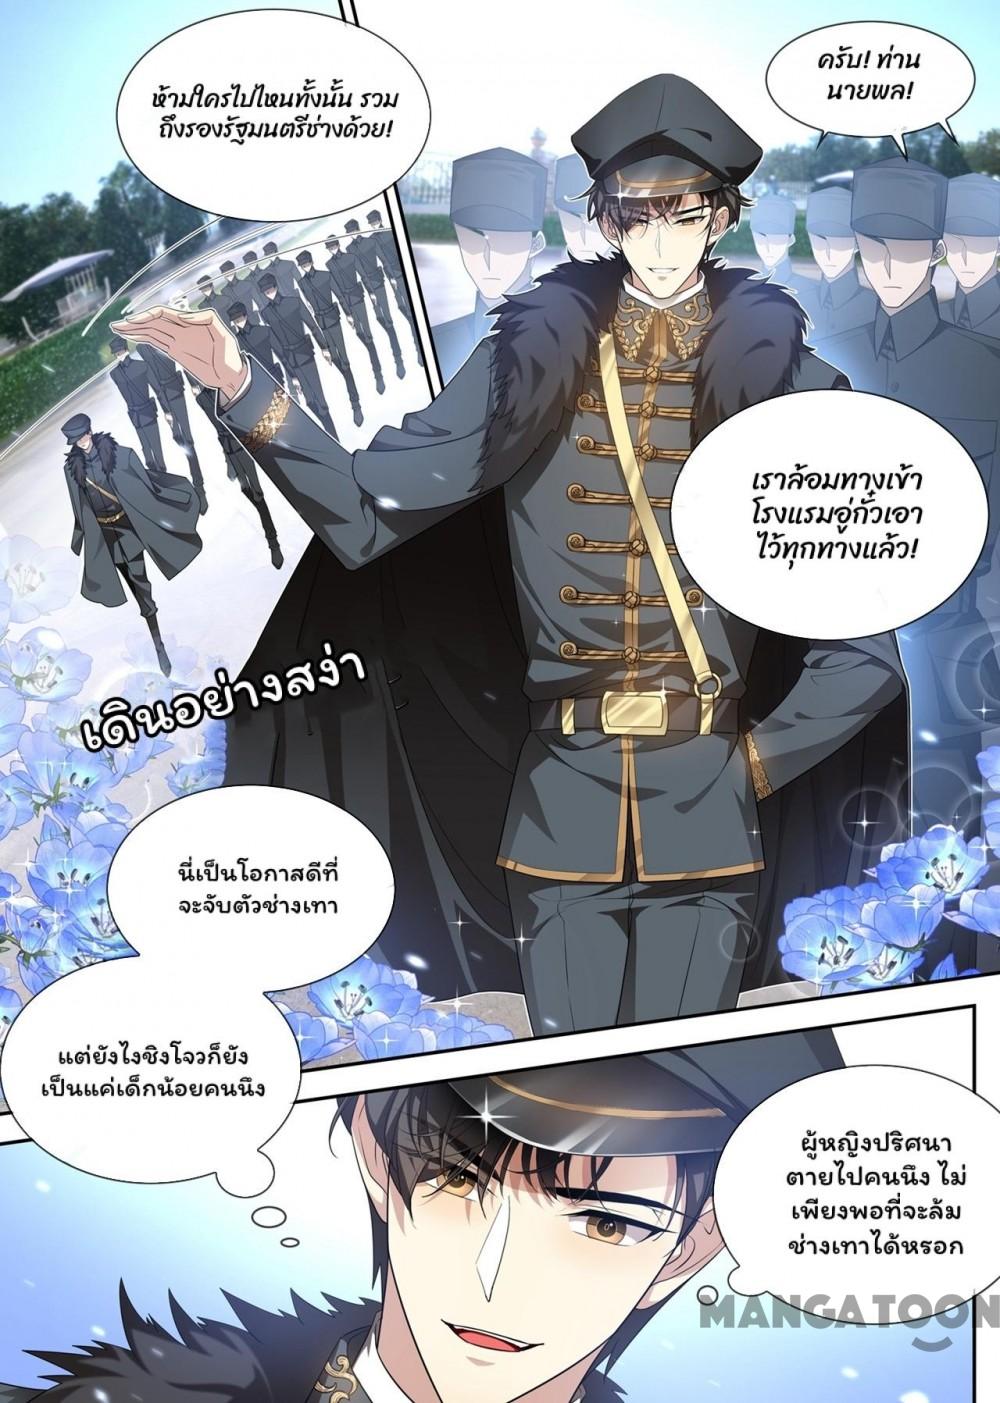 ห้ามใครไปไหนทั้งนั้น รวม
ถึงรองรัฐมนตรีช่างด้วย!
ครับ! ท่าน
นายพล!
เราล้อมทางเข้า
โรงแรมอู่กั๋วเอา
ไว้ทุกทางแล้ว!
เดินอย่างสง่า
นี่เป็นโอกาสดีที่
จะจับตัวช่างเทา
แต่ยังไงชิงโจวก็ยัง
เป็นแค่เด็กน้อยคนนึง
ผู้หญิงปริศนา
ตายไปคนนึง ไม่
เพียงพอที่จะล้ม
ช่างเทาได้หรอก
MANGATOON